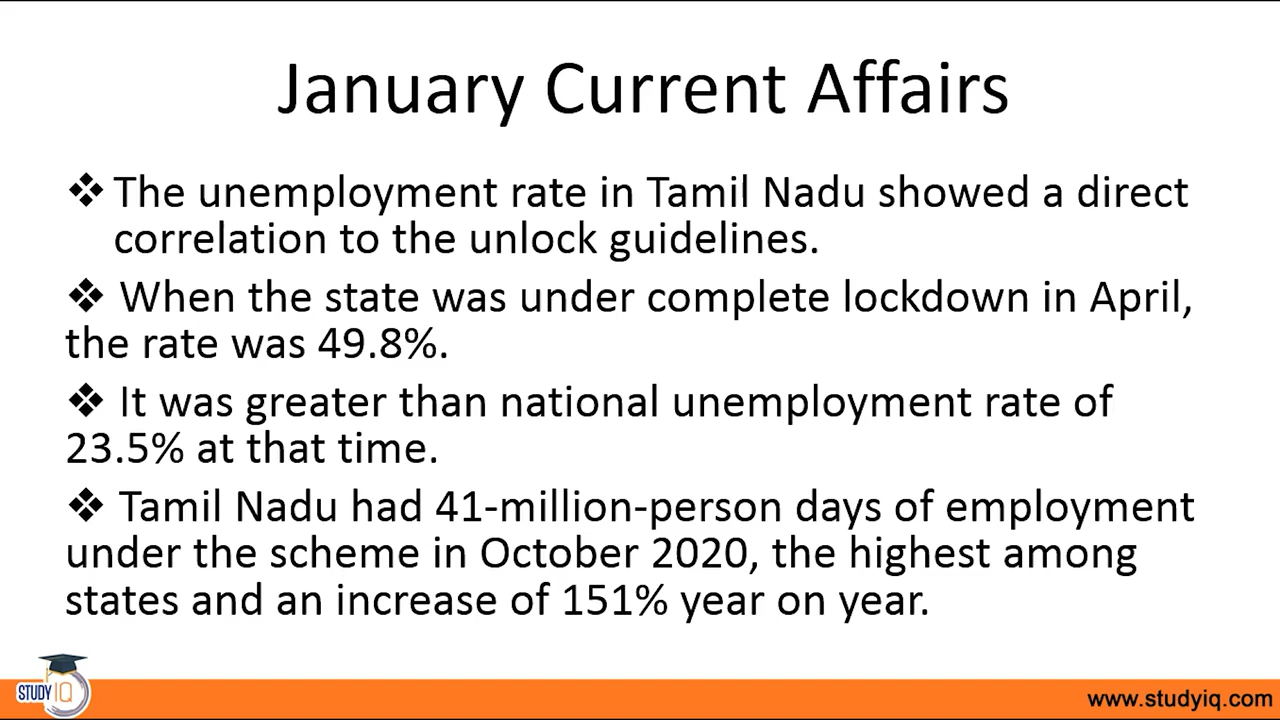 January Current Affairs
❖ The unemployment rate in Tamil Nadu showed a direct
correlation to the unlock guidelines.
❖ When the state was under complete lockdown in April,
the rate was 49.8%.
❖ It was greater than national unemployment rate of
23.5% at that time.
❖ Tamil Nadu had 41-million-person days of employment
under the scheme in October 2020, the highest among
states and an increase of 151% year on year.
STUDY IQ
www.studyiq.com